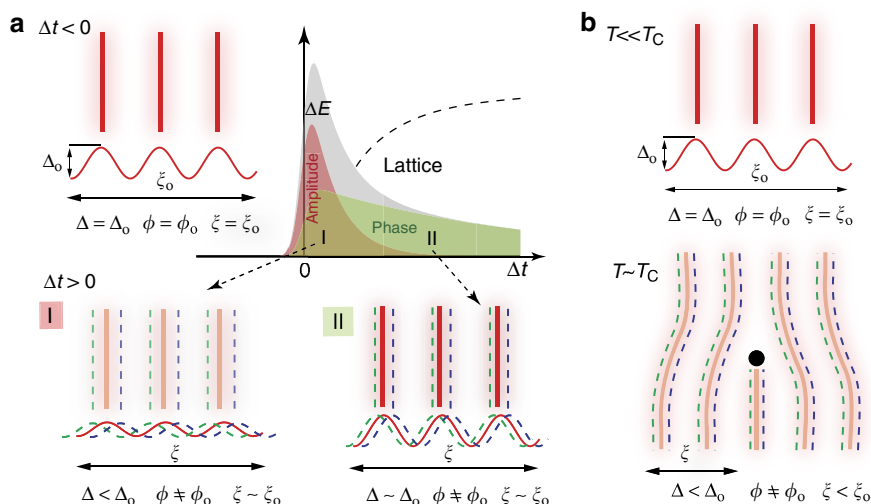 a
Δt < 0
Δo
ξo
Δ = Δo ϕ = ϕo ξ = ξo
ΔE
Amplitude
Lattice
Phase
I
II
0
Δt
Δt > 0
I
ξ
Δ < Δo ϕ ≠ ϕo ξ ~ ξo
II
ξ
Δ ~ Δo ϕ ≠ ϕo ξ ~ ξo
b
T<<TC
Δo
ξo
Δ = Δo ϕ = ϕo ξ = ξo
T~TC
ξ
Δ < Δo ϕ ≠ ϕo ξ < ξo